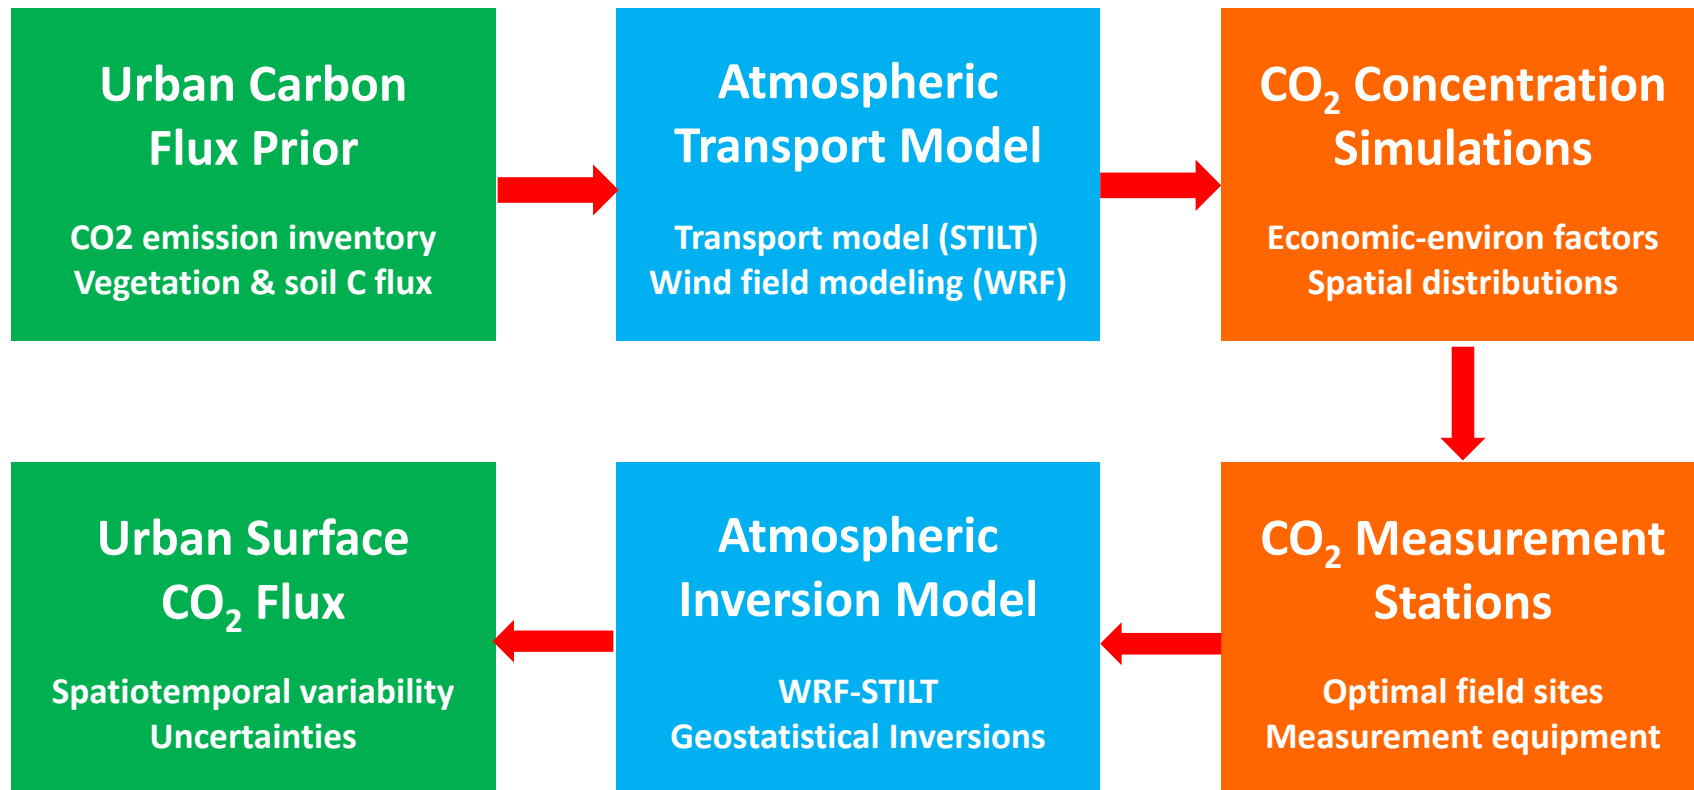 Urban Carbon
Flux Prior
CO2 emission inventory
Vegetation & soil C flux
Atmospheric
Transport Model
Transport model (STILT)
Wind field modeling (WRF)
CO₂ Concentration
Simulations
Economic-environ factors
Spatial distributions
Urban Surface
CO₂ Flux
Spatiotemporal variability
Uncertainties
Atmospheric
Inversion Model
WRF-STILT
Geostatistical Inversions
CO₂ Measurement
Stations
Optimal field sites
Measurement equipment